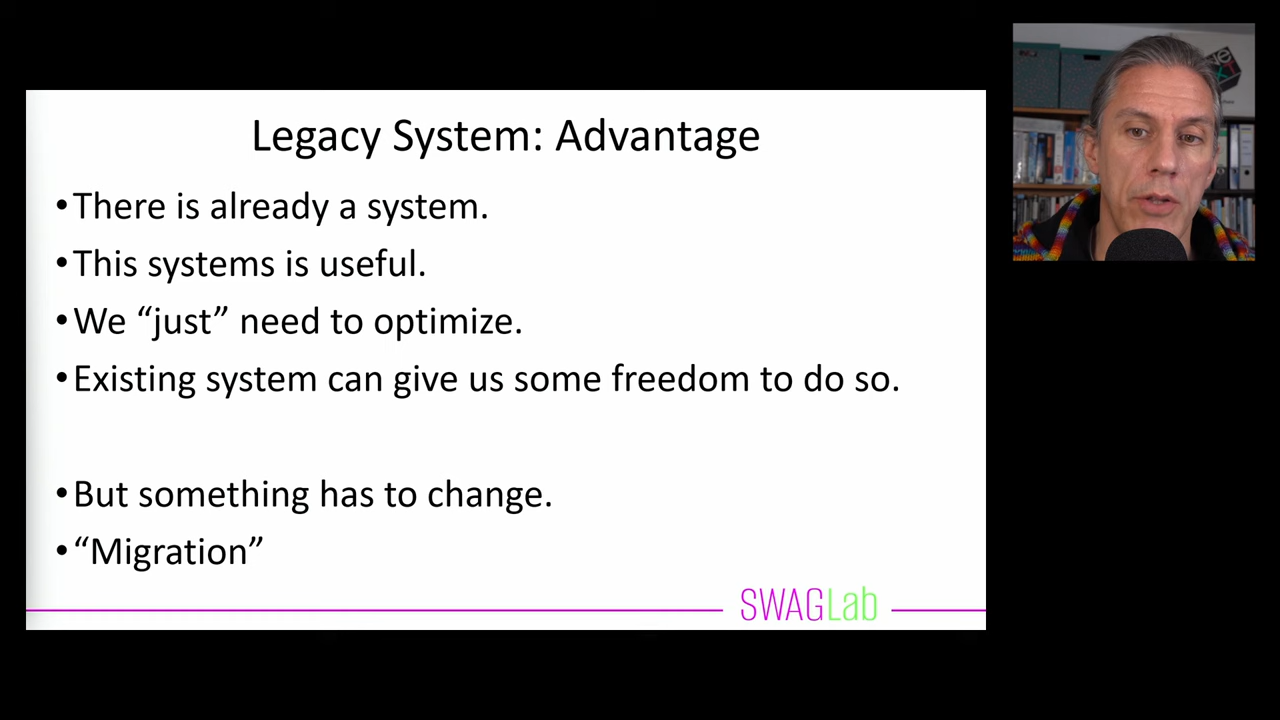 Legacy System: Advantage
•There is already a system.
•This systems is useful.
•We “just” need to optimize.
•Existing system can give us some freedom to do so.
•But something has to change.
•“Migration”
SWAGLab